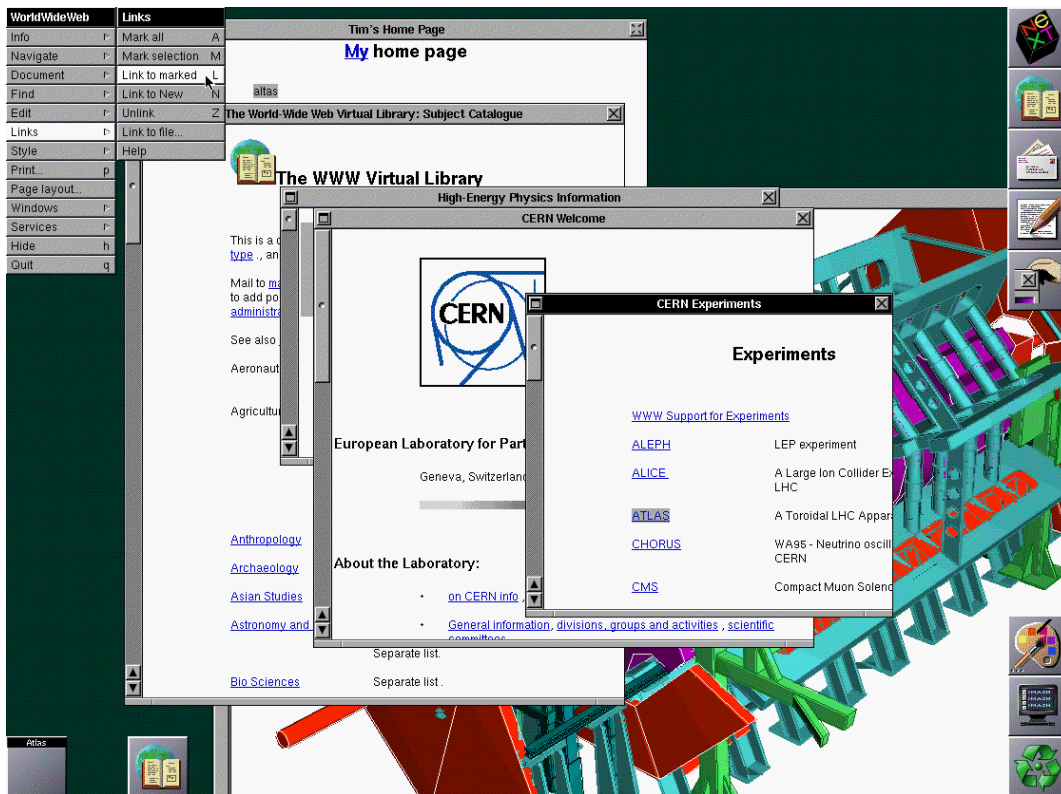 WorldWideWeb
Info
Navigate
Document
Find
Edit
Links
Style
Print... p
Page layout...
Windows
Services
Hide h
Quit q
Links
Mark all A
Mark selection M
Link to marked L
Link to New N
Unlink Z
Link to file...
Help
Tim's Home Page
My home page
altas
The World-Wide Web Virtual Library: Subject Catalogue
The WWW Virtual Library
This is a
type ., an
Mail to
to add po
administra
See also
Aeronaut
Agricultu
Anthropology
Archaeology
Asian Studies
Astronomy and
Separate list.
Bio Sciences Separate list .
High-Energy Physics Information
CERN Welcome
CERN
European Laboratory for Part
Geneva, Switzerland
About the Laboratory:
• on CERN info ,
• General information, divisions, groups and activities , scientific
committees
CERN Experiments
Experiments
WWW Support for Experiments
ALEPH LEP experiment
ALICE A Large Ion Collider Ex
LHC
ATLAS A Toroidal LHC Appara
CHORUS WA95 - Neutrino oscill
CERN
CMS Compact Muon Soleno
NeXT
Atlas